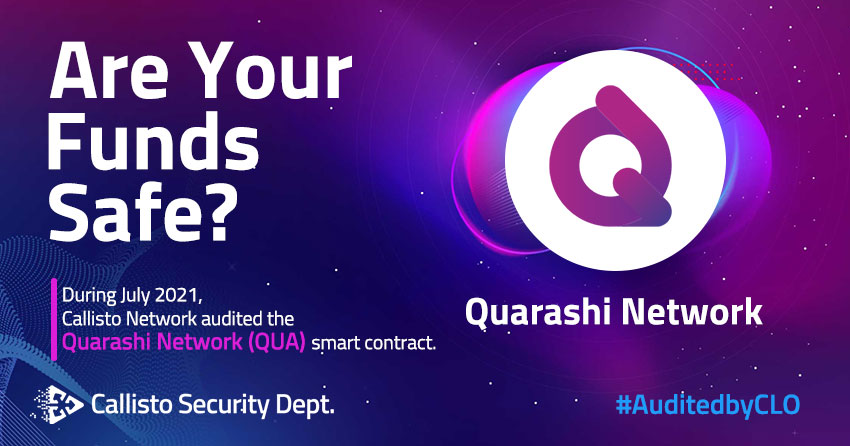 Are Your
Funds
Safe?
During July 2021,
Callisto Network audited the
Quarashi Network (QUA) smart contract.
Quarashi Network
Callisto Security Dept.
#AuditedbyCLO